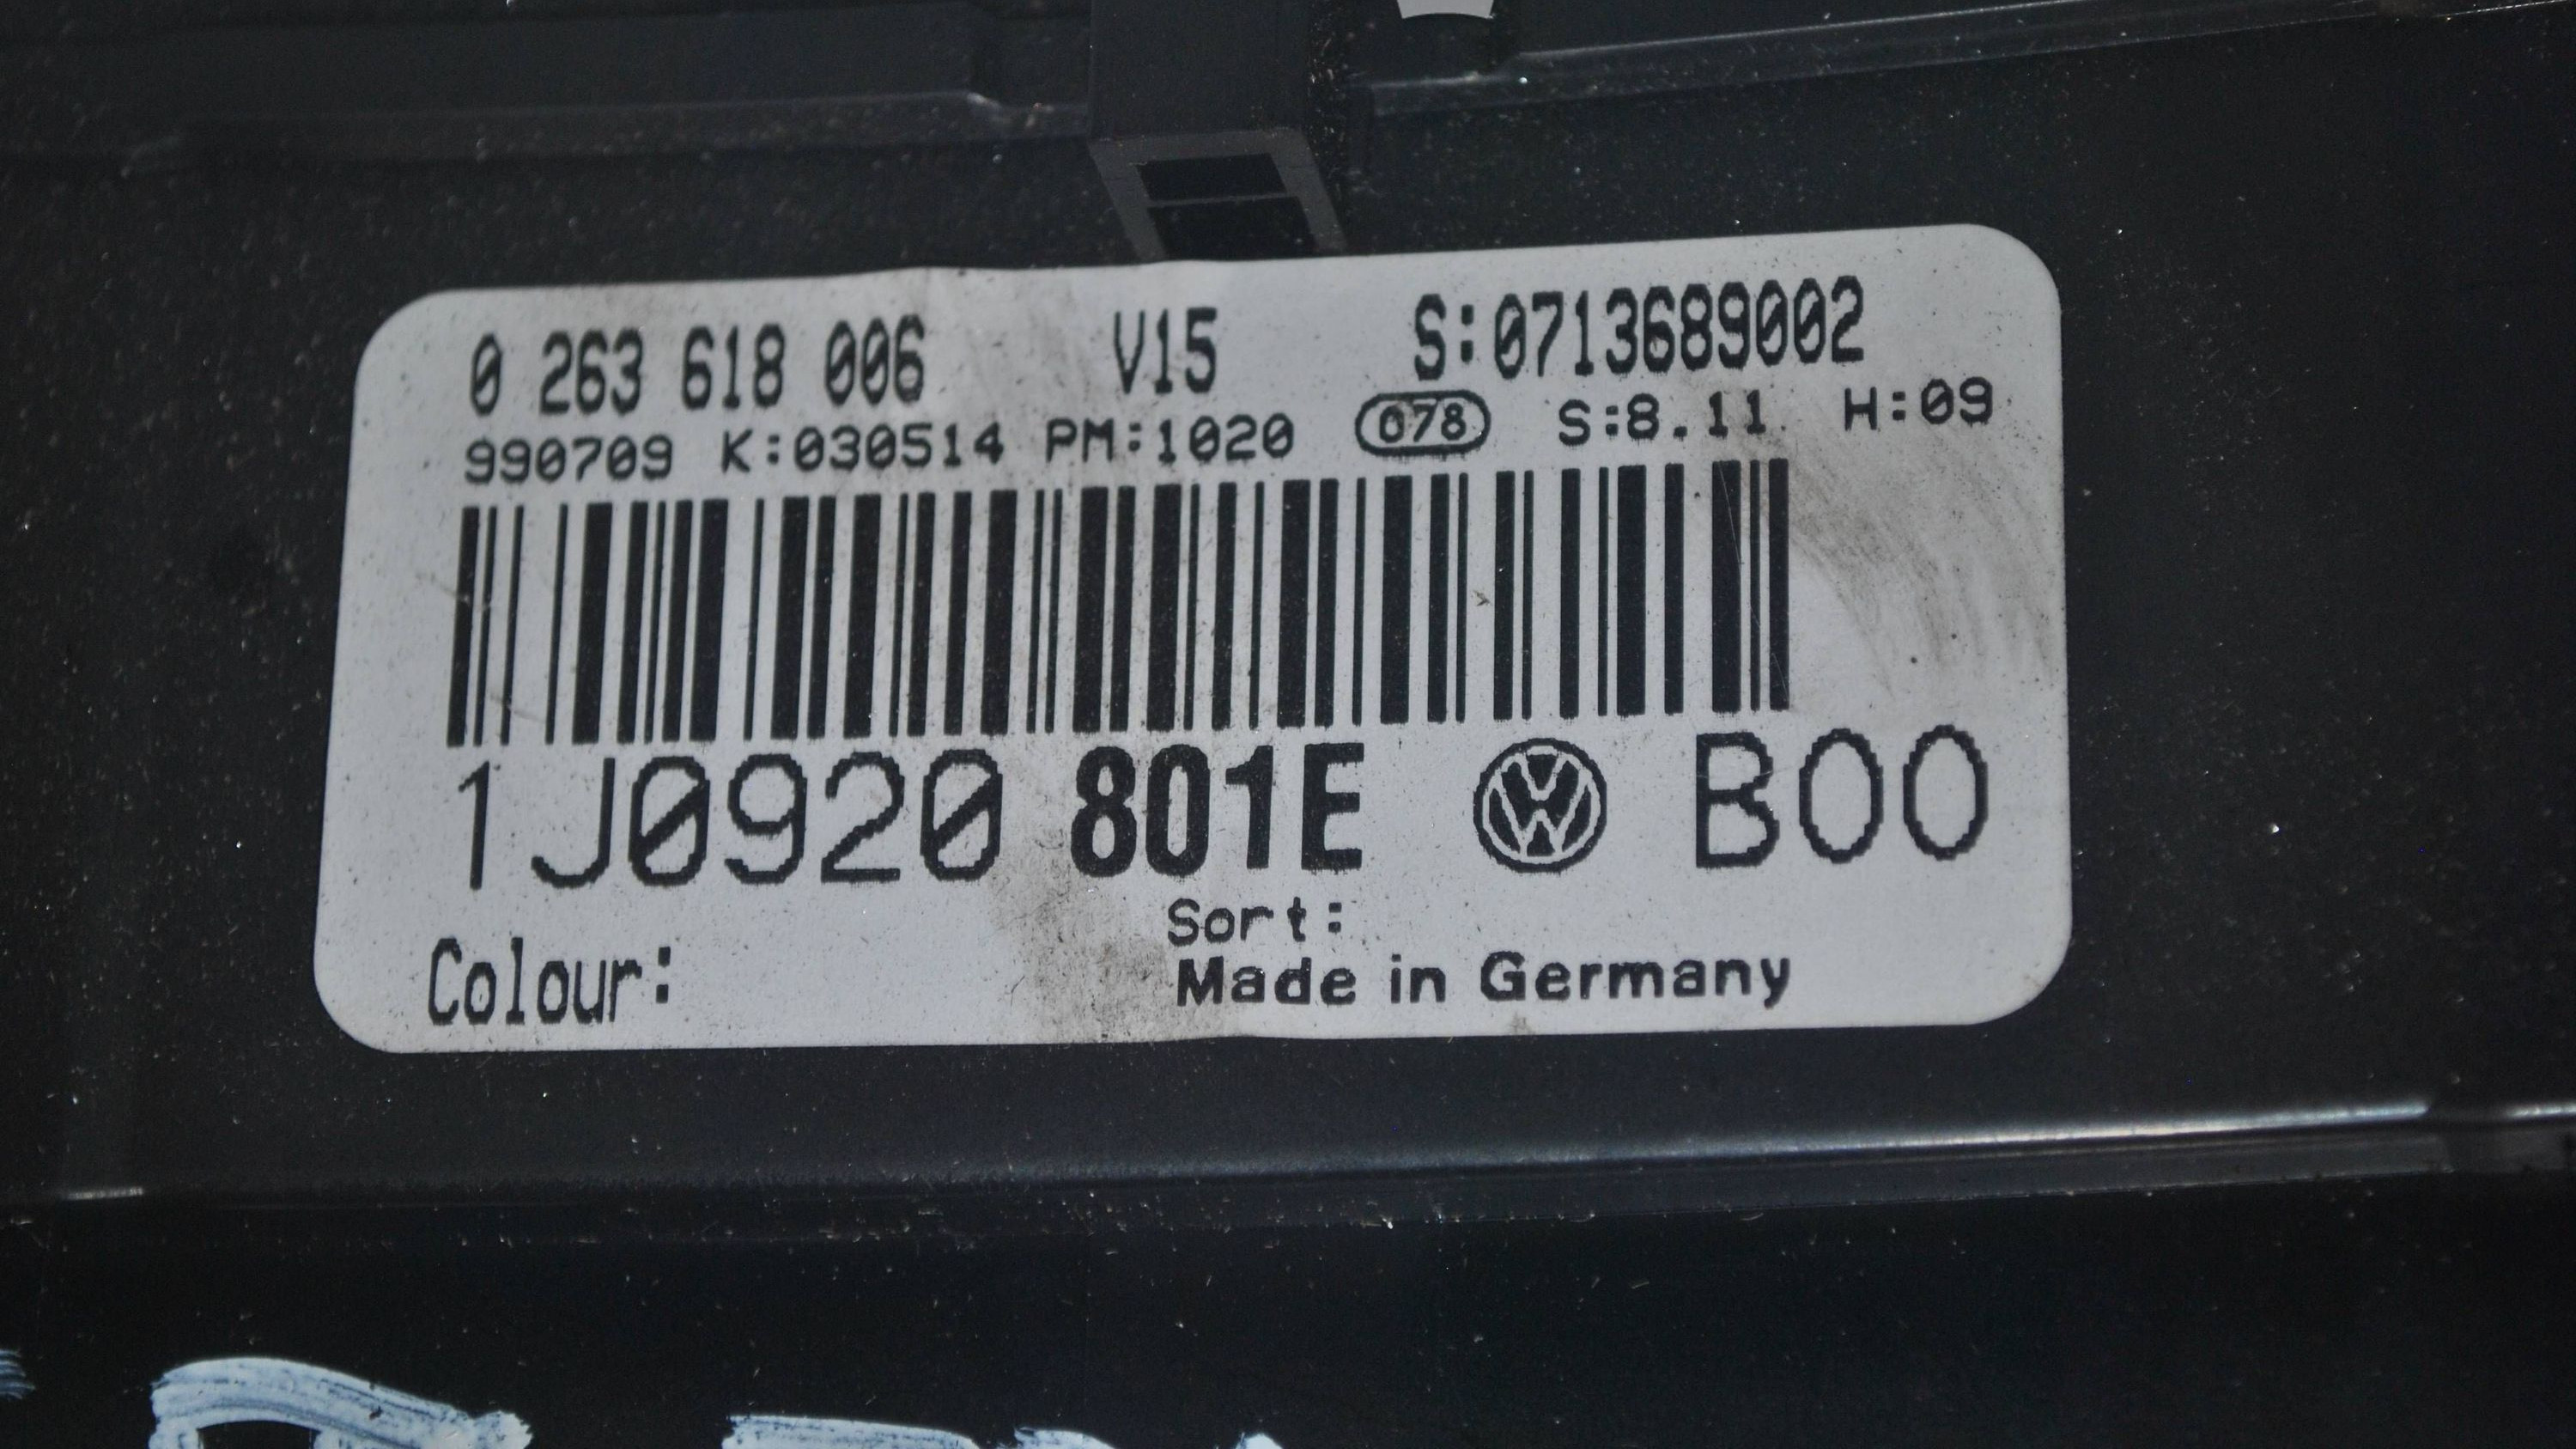 0 263 618 006 V15 S:0713689002
990709 K:030514 PM:1020 078 S:8.11 H:09
1J0920 801E VW B00
Sort:
Colour: Made in Germany